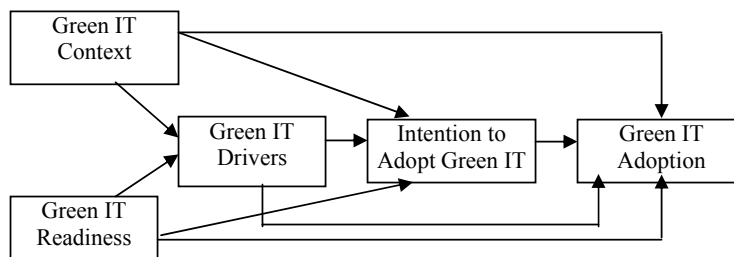 Green IT
Context
Green IT
Drivers
Intention to
Adopt Green IT
Green IT
Adoption
Green IT
Readiness